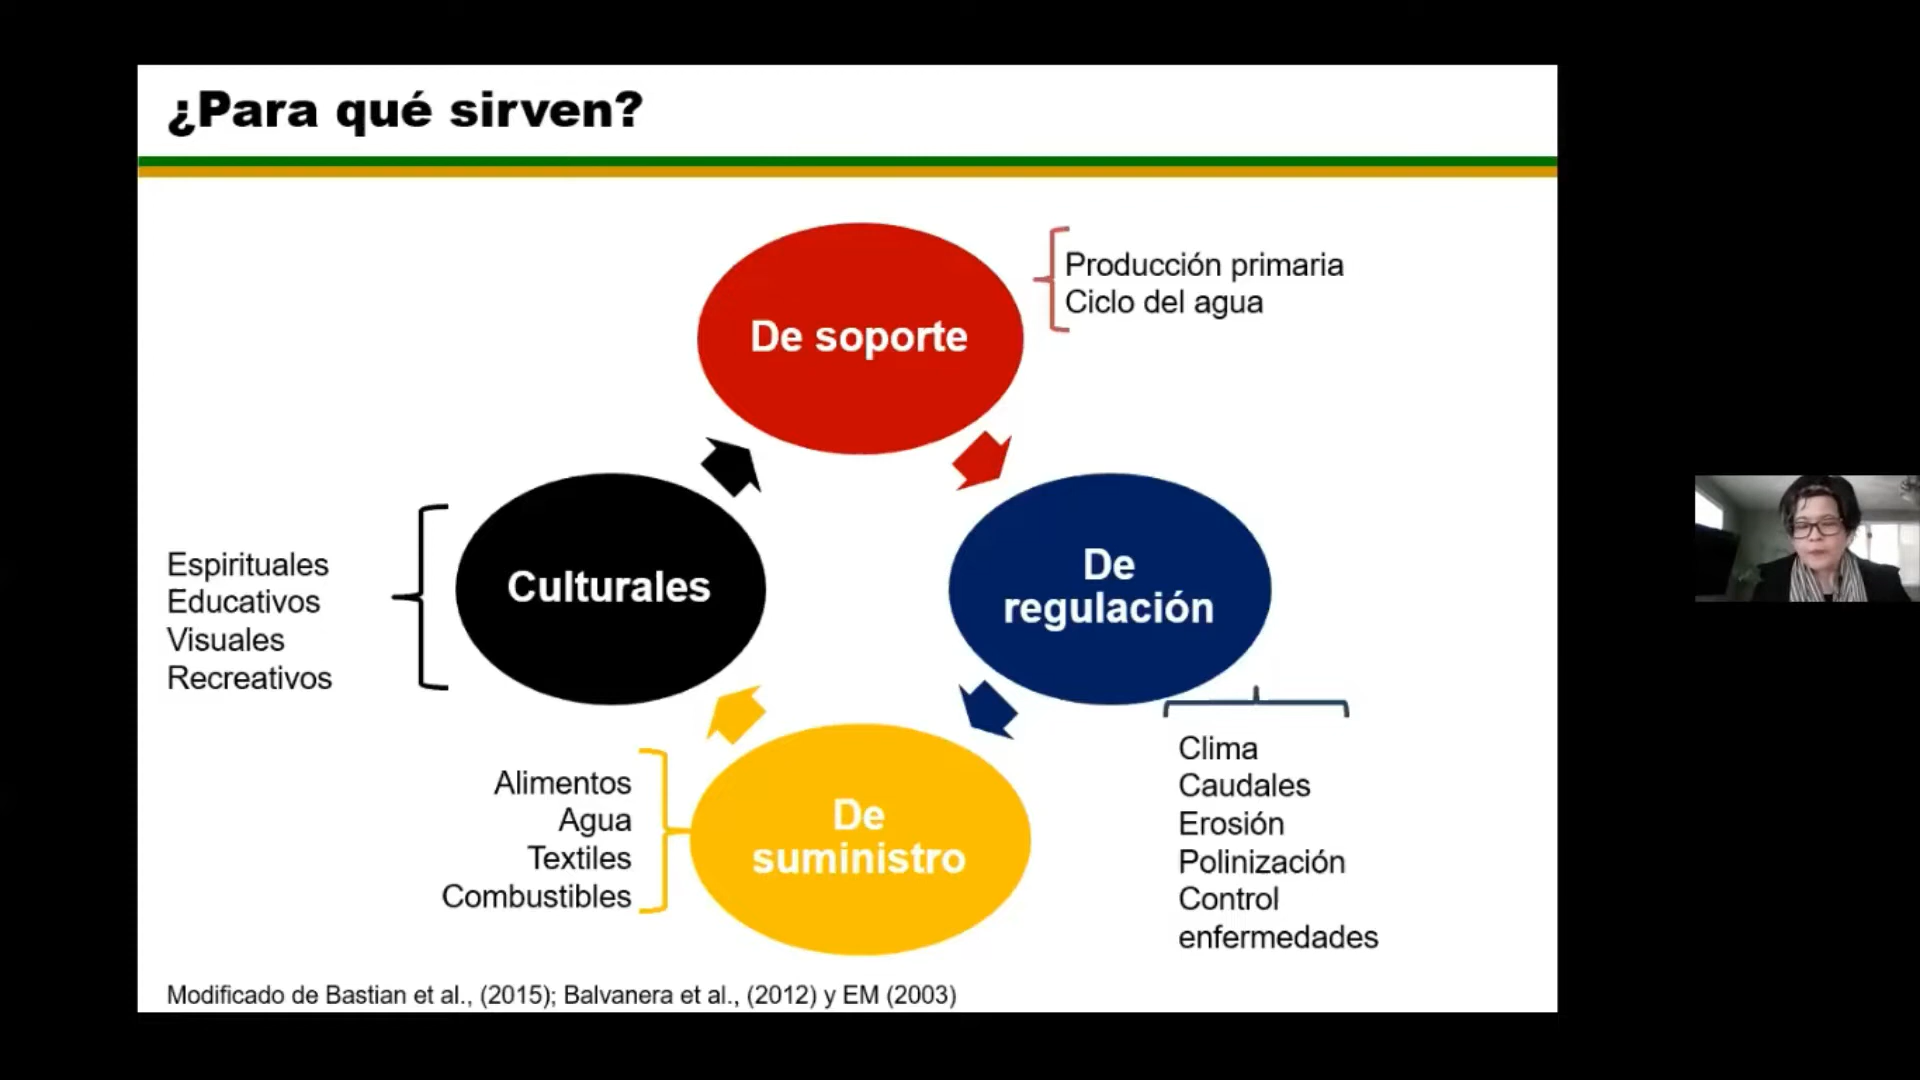 ¿Para qué sirven?
De soporte
Producción primaria
Ciclo del agua
Culturales
Espirituales
Educativos
Visuales
Recreativos
De
regulación
Clima
Caudales
Erosión
Polinización
Control
enfermedades
De
suministro
Alimentos
Agua
Textiles
Combustibles
Modificado de Bastian et al., (2015); Balvanera et al., (2012) y EM (2003)